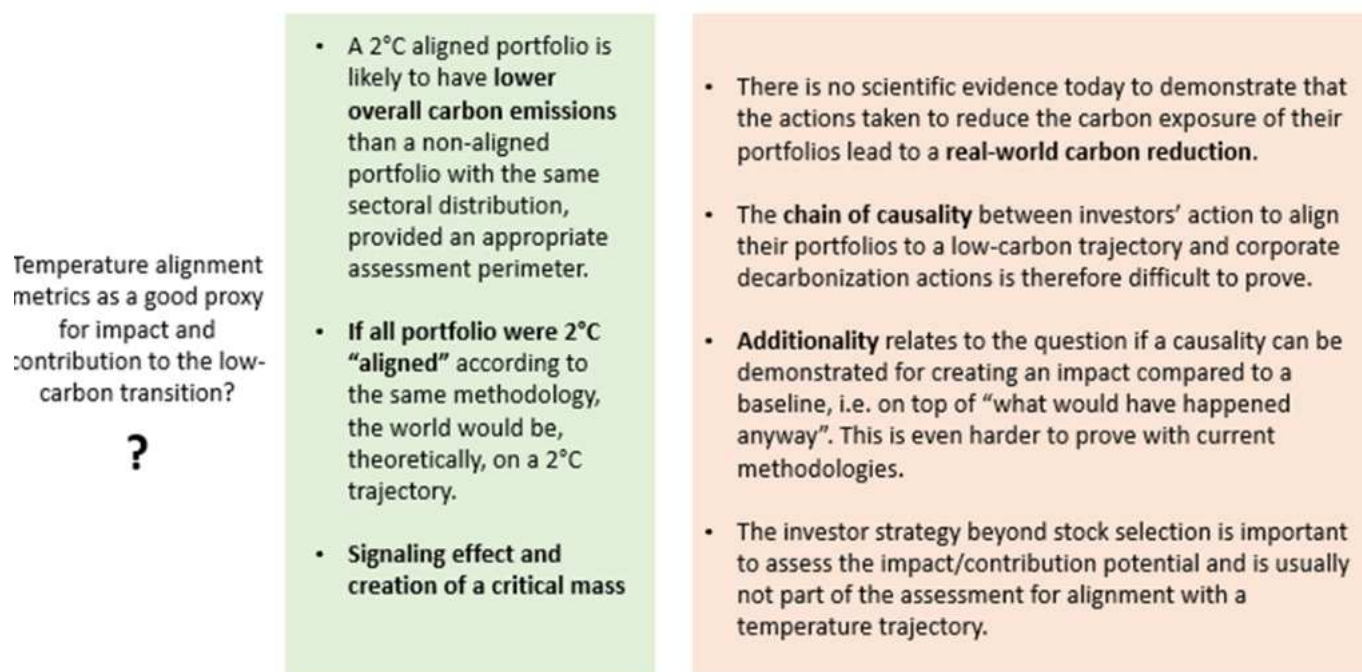 Temperature alignment
metrics as a good proxy
for impact and
contribution to the low-
carbon transition?
?
• A 2°C aligned portfolio is
likely to have lower
overall carbon emissions
than a non-aligned
portfolio with the same
sectoral distribution,
provided an appropriate
assessment perimeter.
• If all portfolio were 2°C
“aligned” according to
the same methodology,
the world would be,
theoretically, on a 2°C
trajectory.
• Signaling effect and
creation of a critical mass
• There is no scientific evidence today to demonstrate that
the actions taken to reduce the carbon exposure of their
portfolios lead to a real-world carbon reduction.
• The chain of causality between investors’ action to align
their portfolios to a low-carbon trajectory and corporate
decarbonization actions is therefore difficult to prove.
• Additionality relates to the question if a causality can be
demonstrated for creating an impact compared to a
baseline, i.e. on top of “what would have happened
anyway”. This is even harder to prove with current
methodologies.
• The investor strategy beyond stock selection is important
to assess the impact/contribution potential and is usually
not part of the assessment for alignment with a
temperature trajectory.